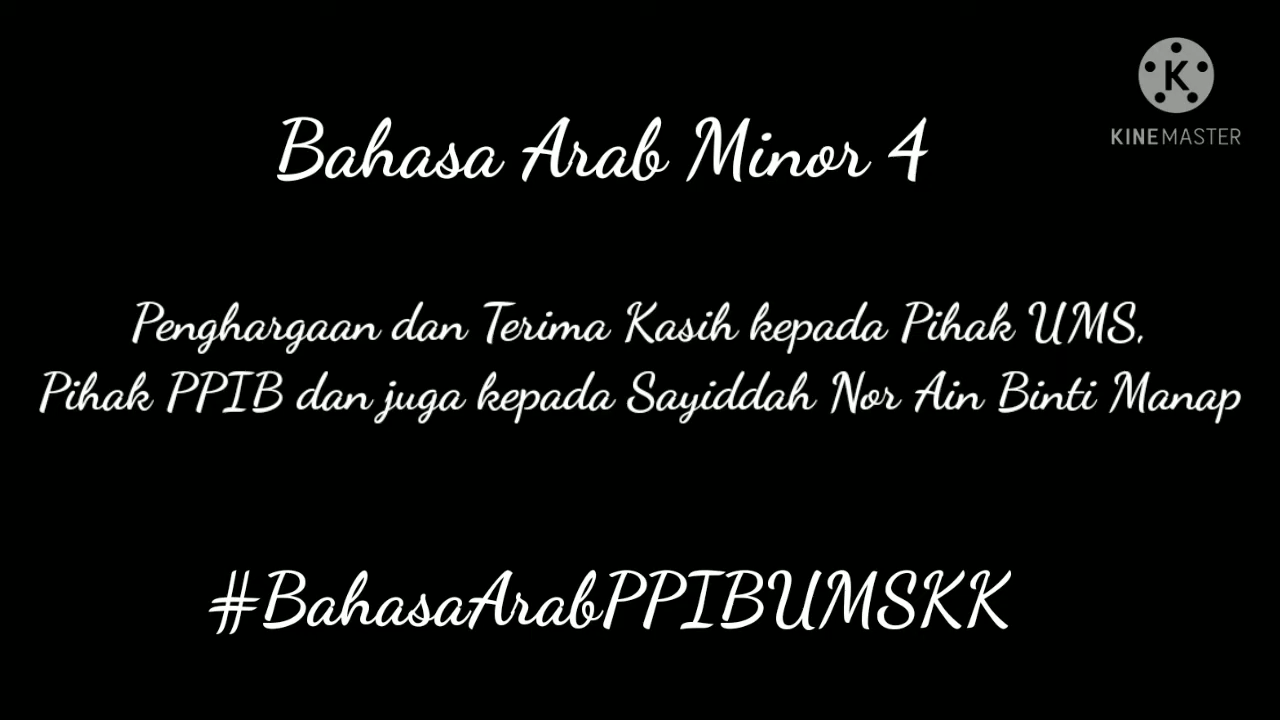 K
KINEMASTER
Bahasa Arab Minor 4
Penghargaan dan Terima Kasih kepada Pihak UMS,
Pihak PPIB dan juga kepada Sayiddah Nor Ain Binti Manap
#BahasaArabPPIBUMSKK